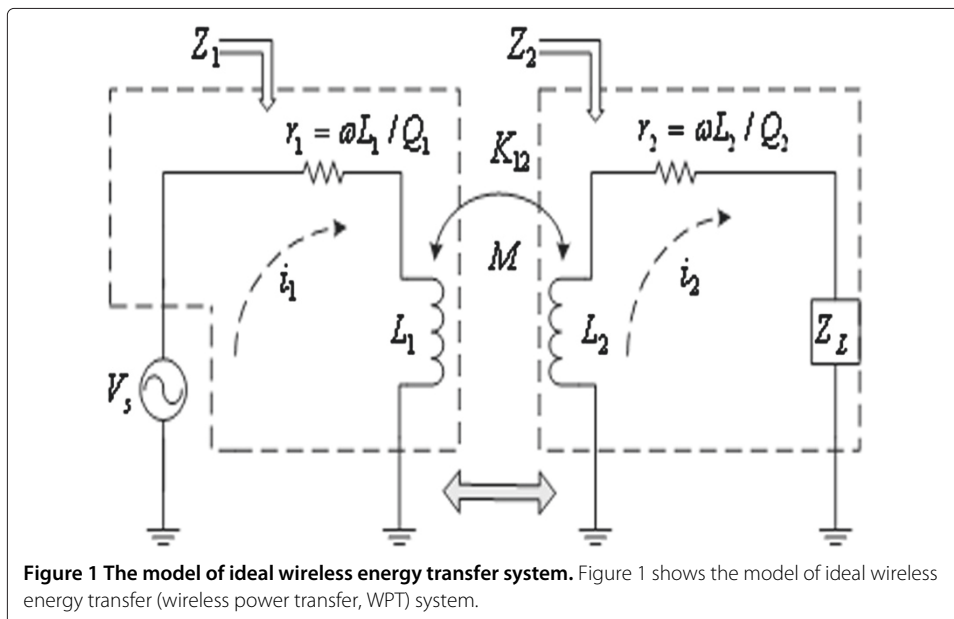 Z₁
Z₂
r₁ = ωL₁ / Q₁
r₂ = ωL₂ / Q₂
K₁₂
M
i₁
i₂
L₁
L₂
Z_L
V_s
Figure 1 The model of ideal wireless energy transfer system. Figure 1 shows the model of ideal wireless
energy transfer (wireless power transfer, WPT) system.